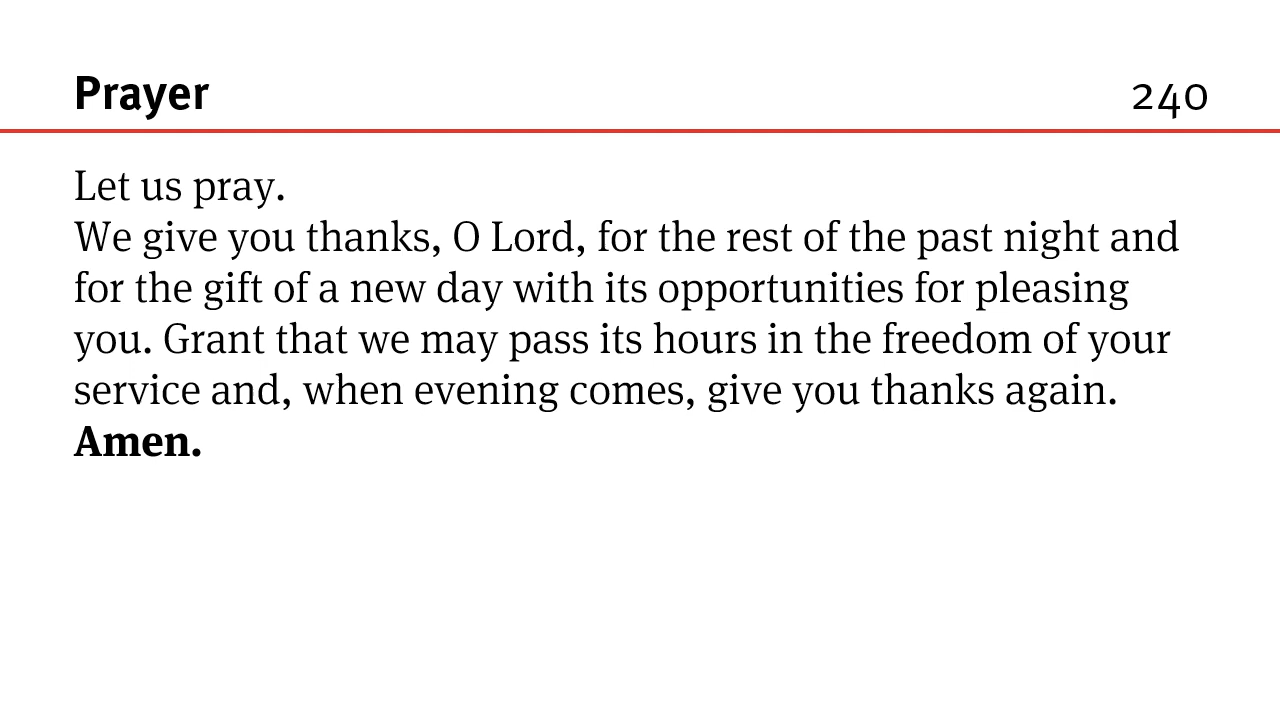 Prayer 240
Let us pray.
We give you thanks, O Lord, for the rest of the past night and
for the gift of a new day with its opportunities for pleasing
you. Grant that we may pass its hours in the freedom of your
service and, when evening comes, give you thanks again.
Amen.